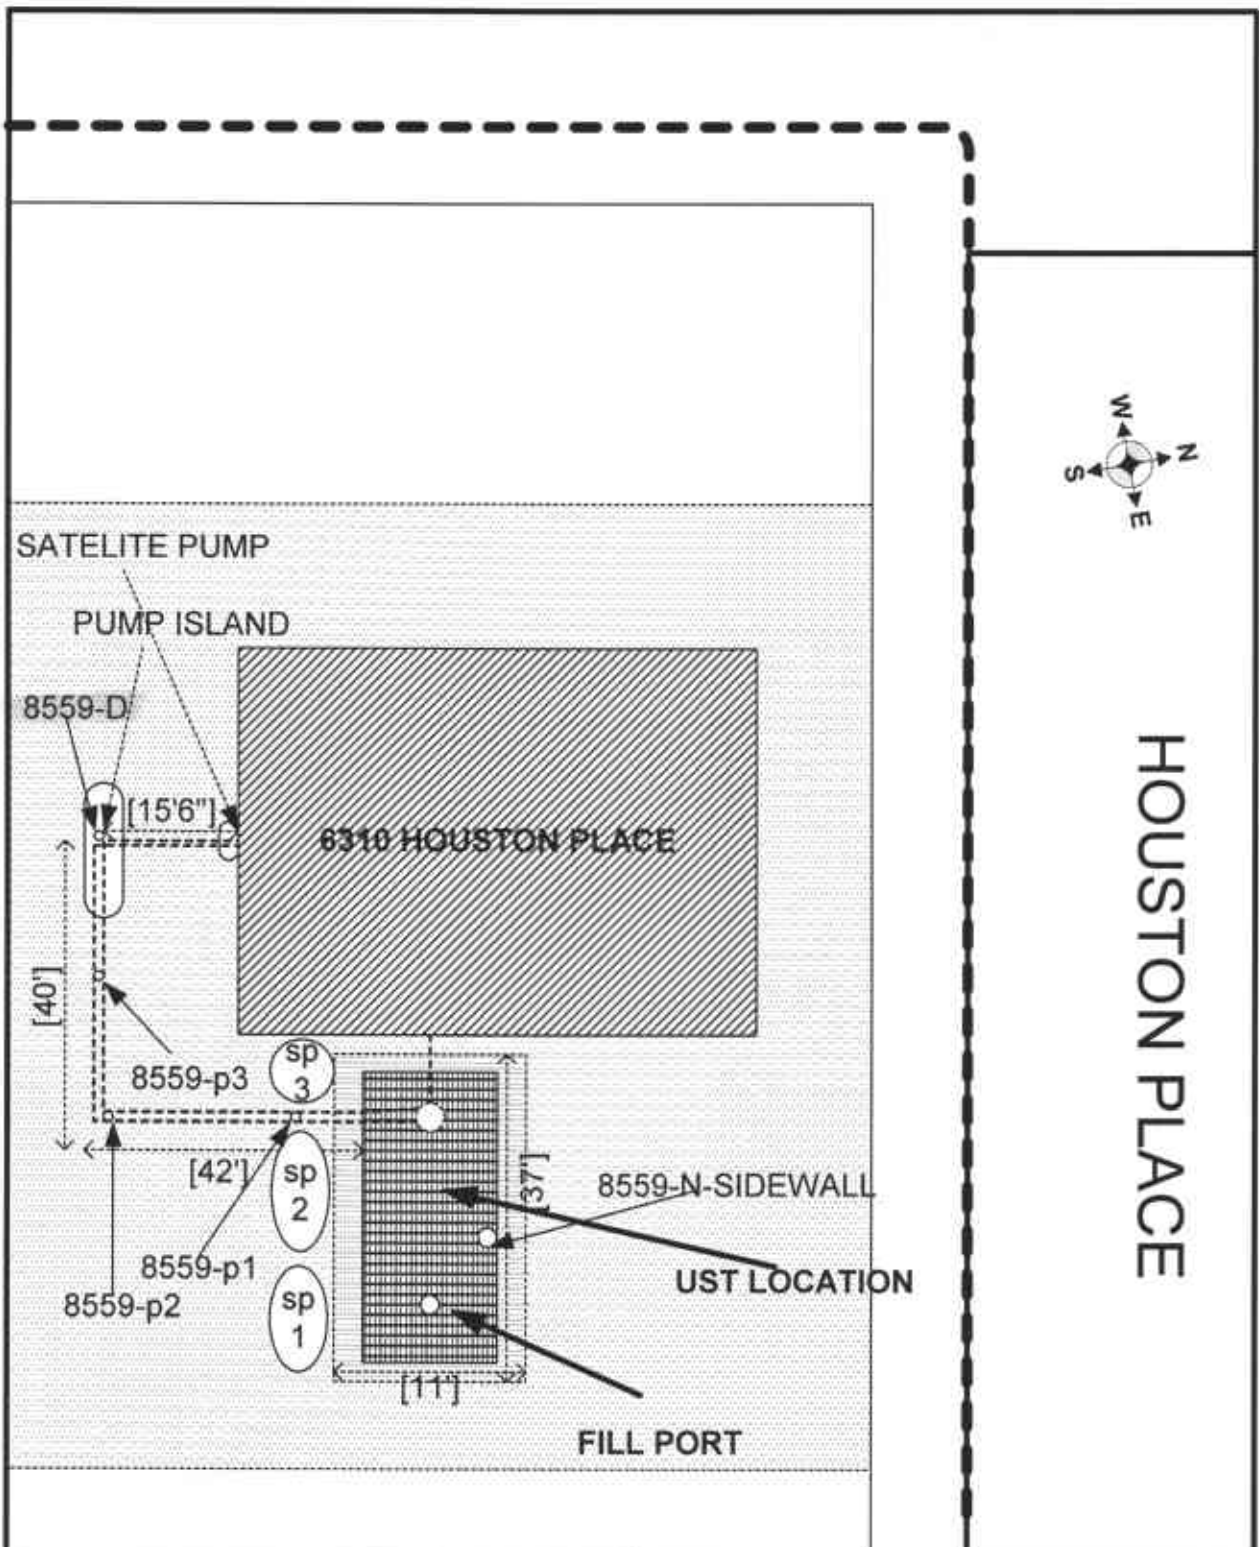 W
N
S
E
SATELITE PUMP
PUMP ISLAND
8559-D
[15'6"]
6310 HOUSTON PLACE
HOUSTON PLACE
[40']
8559-p3
sp
3
[42']
sp
2
[37']
8559-N-SIDEWALL
8559-p1
UST LOCATION
8559-p2
sp
1
[11']
FILL PORT